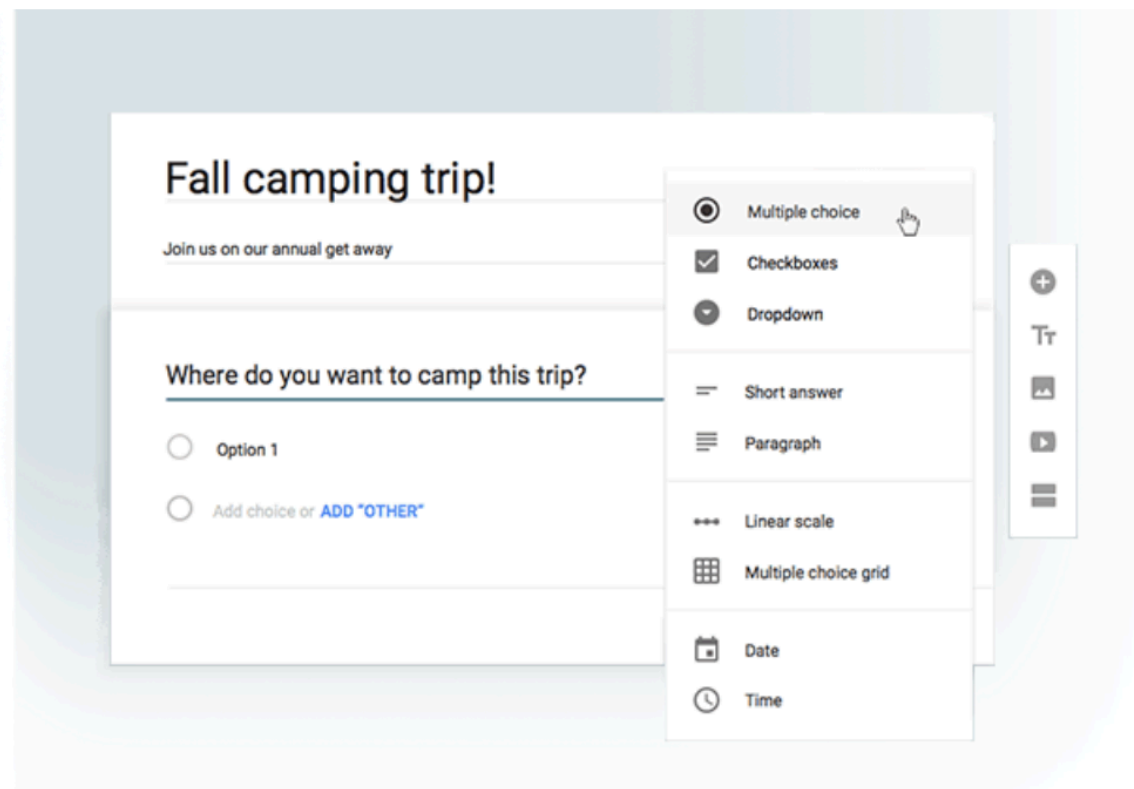 Fall camping trip!
Join us on our annual get away
Where do you want to camp this trip?
Option 1
Add choice or ADD "OTHER"
Multiple choice
Checkboxes
Dropdown
Short answer
Paragraph
Linear scale
Multiple choice grid
Date
Time
Tт